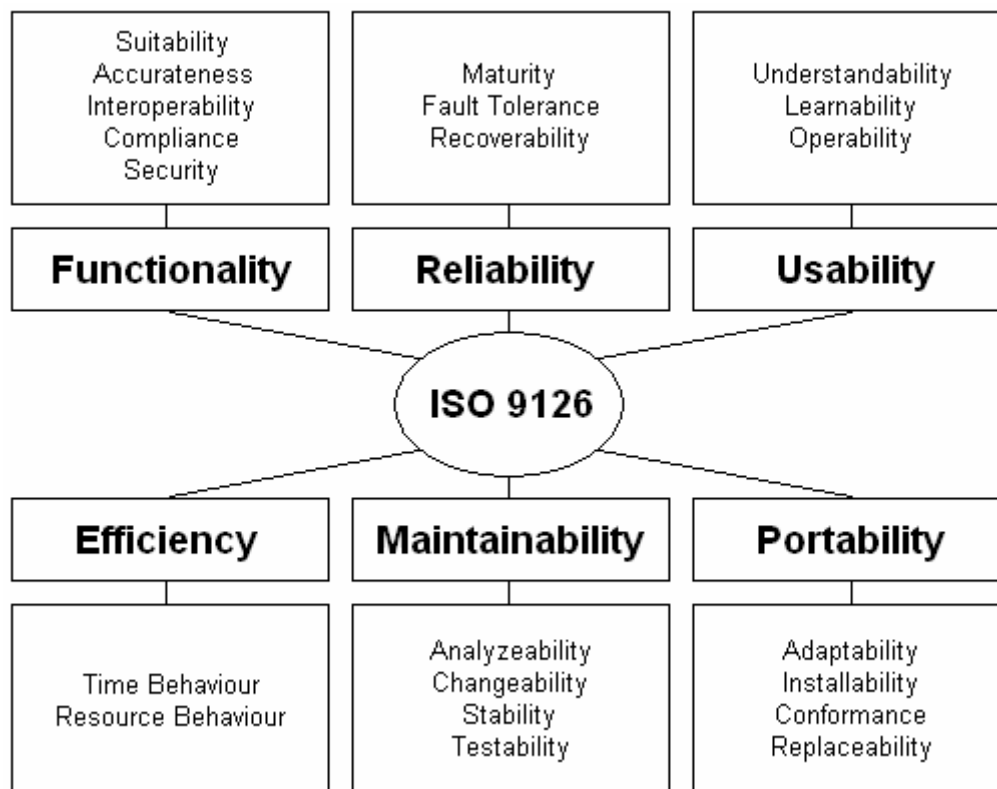 Suitability
Accurateness
Interoperability
Compliance
Security
Maturity
Fault Tolerance
Recoverability
Understandability
Learnability
Operability
Functionality
Reliability
Usability
ISO 9126
Efficiency
Maintainability
Portability
Time Behaviour
Resource Behaviour
Analyzeability
Changeability
Stability
Testability
Adaptability
Installability
Conformance
Replaceability